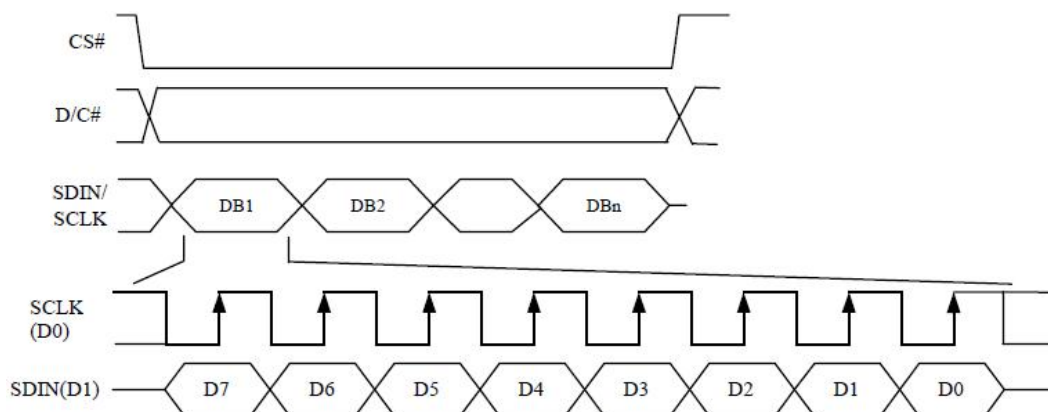 CS#
D/C#
SDIN/
SCLK
DB1 DB2 DBn
SCLK
(D0)
SDIN(D1) D7 D6 D5 D4 D3 D2 D1 D0